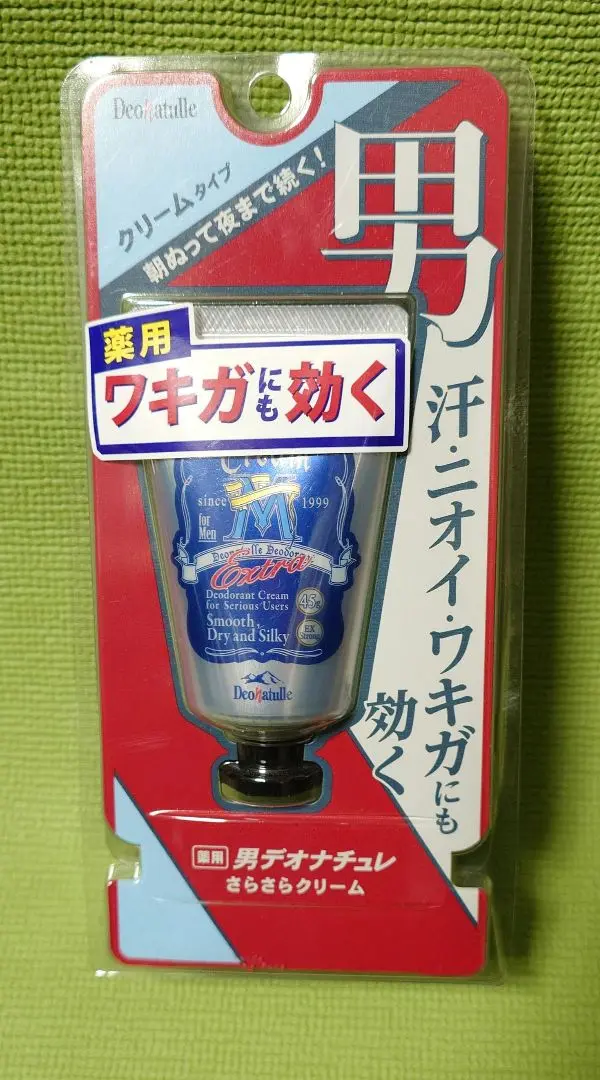 Deonatulle
クリームタイプ
朝ぬって夜まで続く!
男
汗・ニオイ・ワキガにも
効く
薬用
ワキガにも効く
Cream
since 1999
M
for
Men
Deonatulle Deodorant
Extra
Deodorant Cream
for Serious Users
45g
Smooth,
Dry and Silky
EX
Strong
Deonatulle
薬用 男デオナチュレ
さらさらクリーム